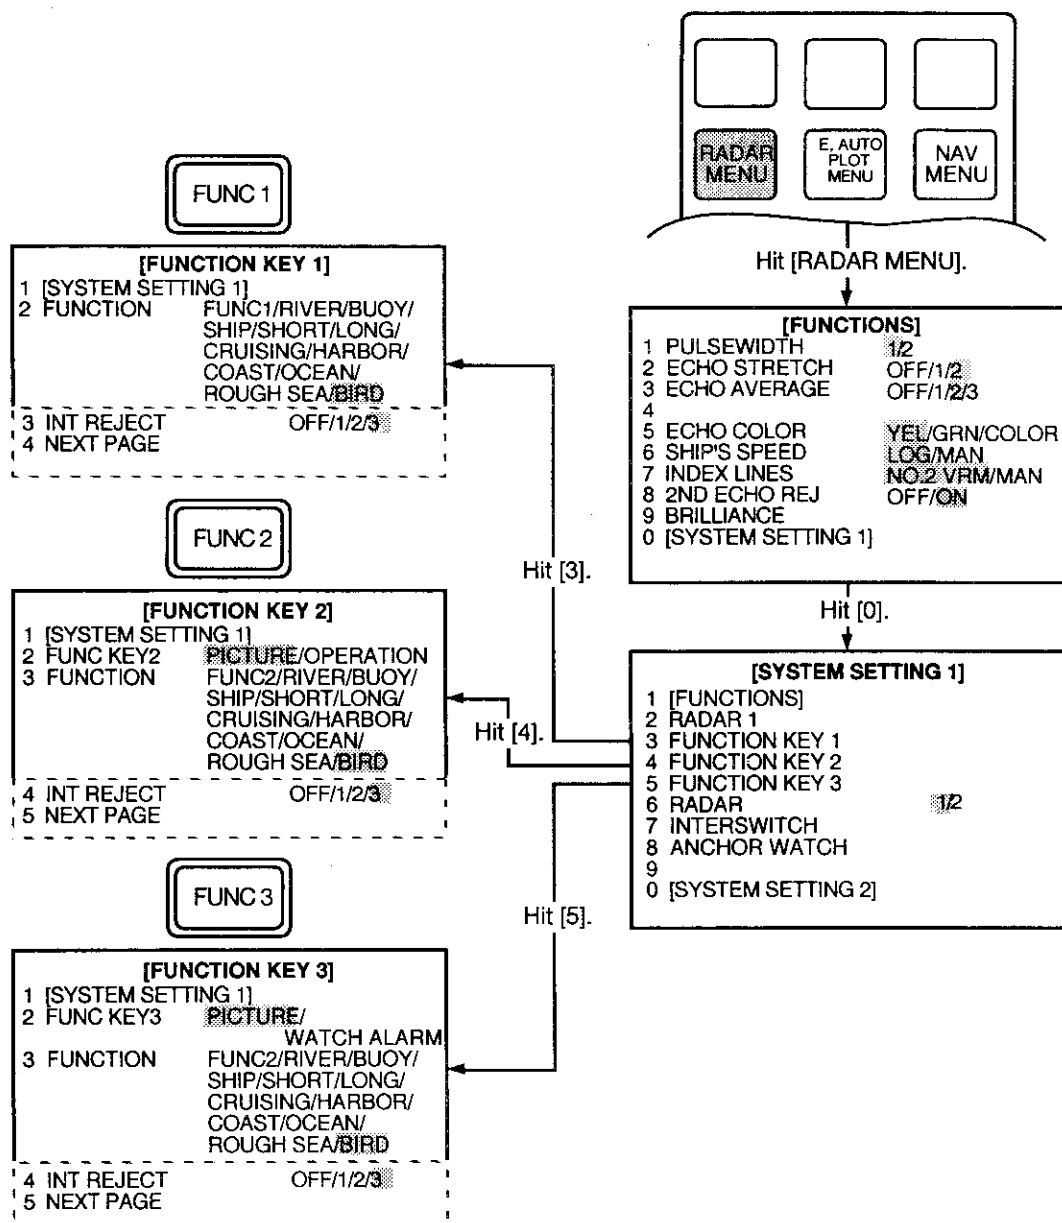 RADAR
MENU
E, AUTO
PLOT
MENU
NAV
MENU
Hit [RADAR MENU].
[FUNCTIONS]
1 PULSEWIDTH 1/2
2 ECHO STRETCH OFF/1/2
3 ECHO AVERAGE OFF/1/2/3
4
5 ECHO COLOR YEL/GRN/COLOR
6 SHIP'S SPEED LOG/MAN
7 INDEX LINES NO.2 VRM/MAN
8 2ND ECHO REJ OFF/ON
9 BRILLIANCE
0 [SYSTEM SETTING 1]
Hit [0].
[SYSTEM SETTING 1]
1 [FUNCTIONS]
2 RADAR 1
3 FUNCTION KEY 1
4 FUNCTION KEY 2
5 FUNCTION KEY 3
6 RADAR 1/2
7 INTERSWITCH
8 ANCHOR WATCH
9
0 [SYSTEM SETTING 2]
Hit [3].
Hit [4].
Hit [5].
FUNC 1
[FUNCTION KEY 1]
1 [SYSTEM SETTING 1]
2 FUNCTION FUNC1/RIVER/BUOY/
SHIP/SHORT/LONG/
CRUISING/HARBOR/
COAST/OCEAN/
ROUGH SEA/BIRD
3 INT REJECT OFF/1/2/3
4 NEXT PAGE
FUNC 2
[FUNCTION KEY 2]
1 [SYSTEM SETTING 1]
2 FUNC KEY2 PICTURE/OPERATION
3 FUNCTION FUNC2/RIVER/BUOY/
SHIP/SHORT/LONG/
CRUISING/HARBOR/
COAST/OCEAN/
ROUGH SEA/BIRD
4 INT REJECT OFF/1/2/3
5 NEXT PAGE
FUNC 3
[FUNCTION KEY 3]
1 [SYSTEM SETTING 1]
2 FUNC KEY3 PICTURE/
WATCH ALARM
3 FUNCTION FUNC2/RIVER/BUOY/
SHIP/SHORT/LONG/
CRUISING/HARBOR/
COAST/OCEAN/
ROUGH SEA/BIRD
4 INT REJECT OFF/1/2/3
5 NEXT PAGE